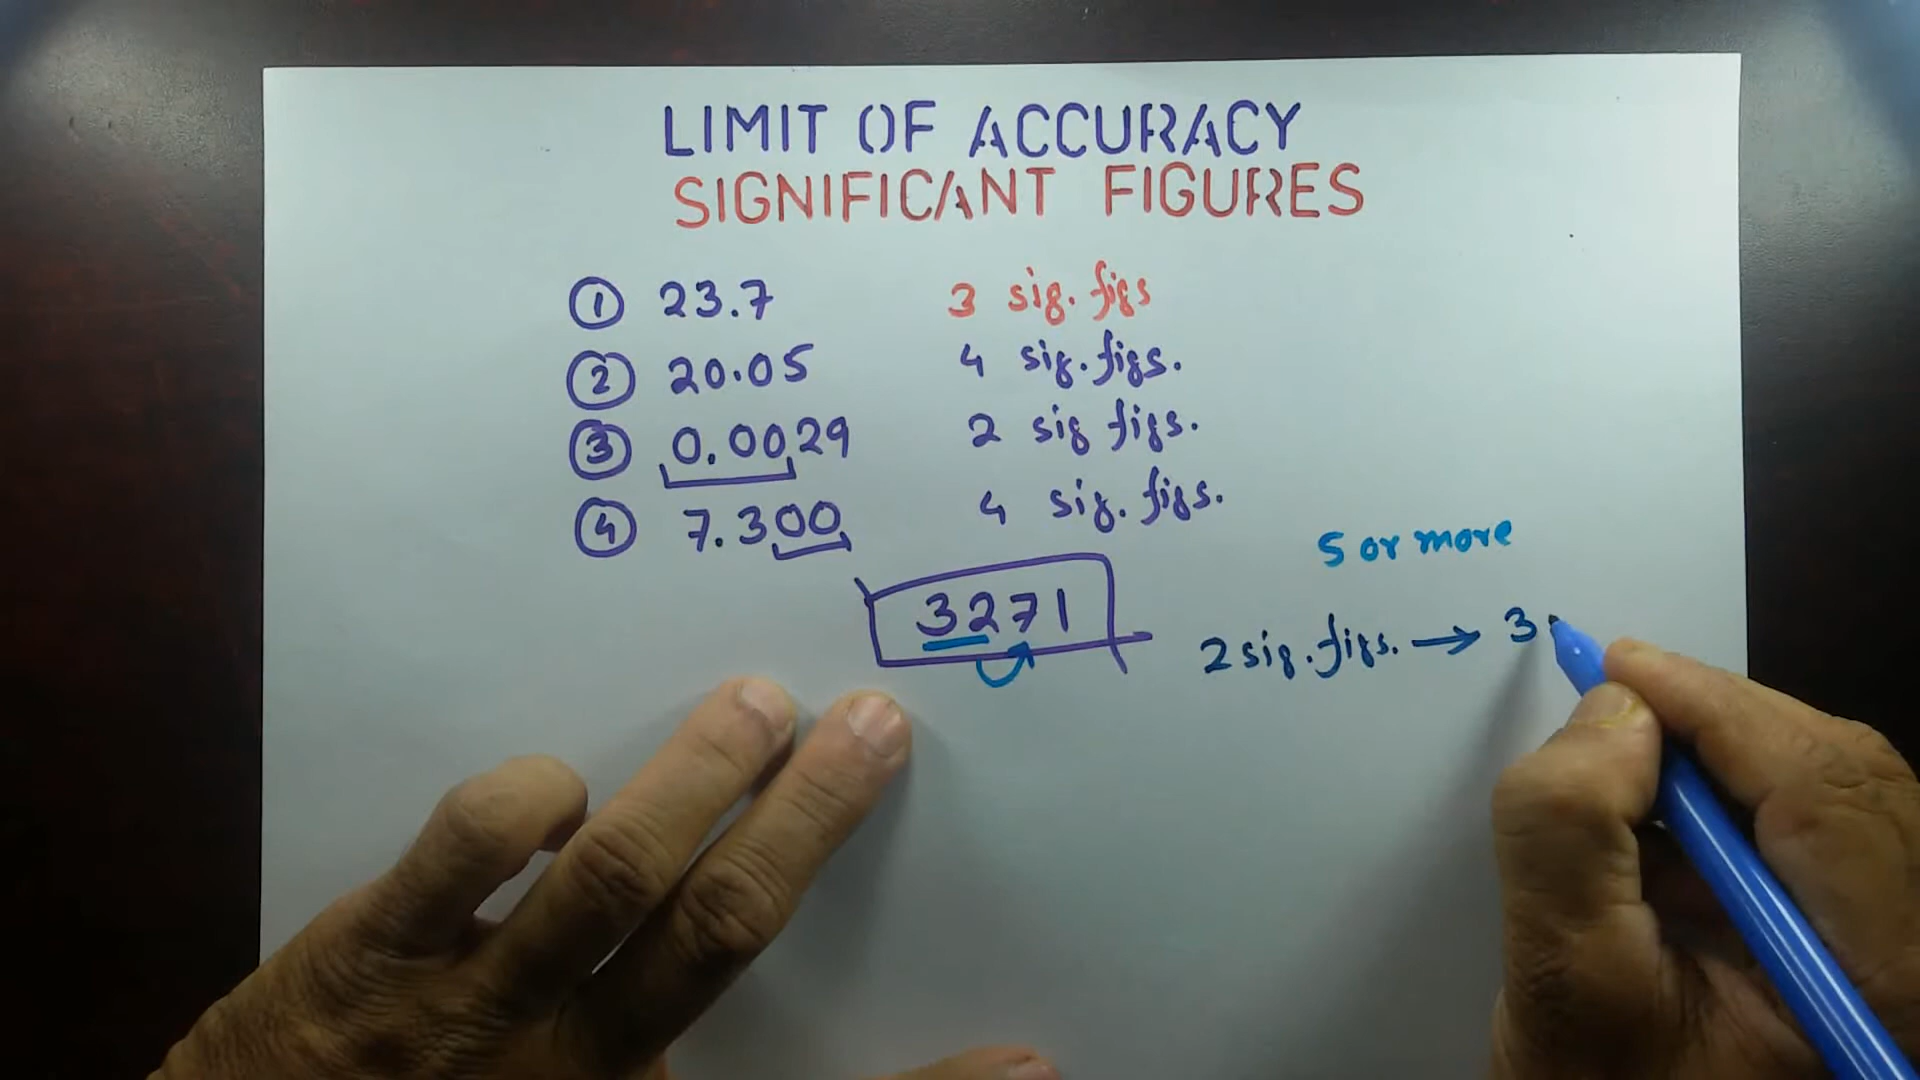 LIMIT OF ACCURACY
SIGNIFICANT FIGURES
1 23.7 3 sig. figs
2 20.05 4 sig. figs.
3 0.0029 2 sig figs.
4 7.300 4 sig. figs.
5 or more
3271
2 sig. figs. → 3